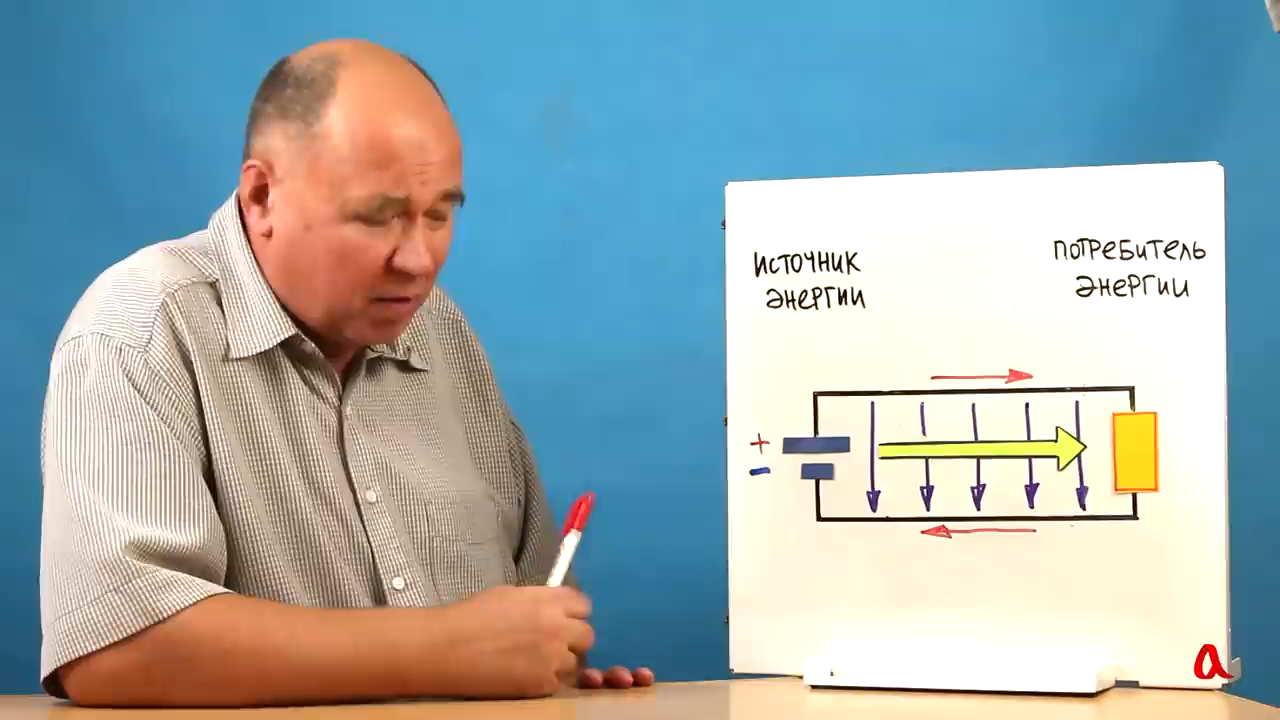 ИСТОЧНИК
ЭНЕРГИИ
ПОТРЕБИТЕЛЬ
ЭНЕРГИИ
+
-
a